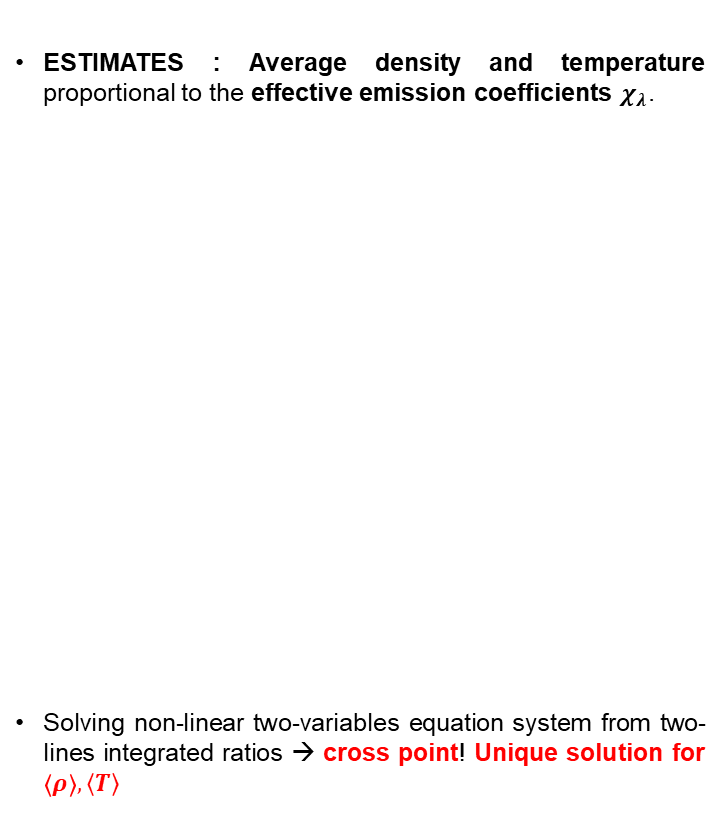 • ESTIMATES : Average density and temperature
proportional to the effective emission coefficients χλ.
• Solving non-linear two-variables equation system from two-
lines integrated ratios → cross point! Unique solution for
⟨ρ⟩, ⟨T⟩